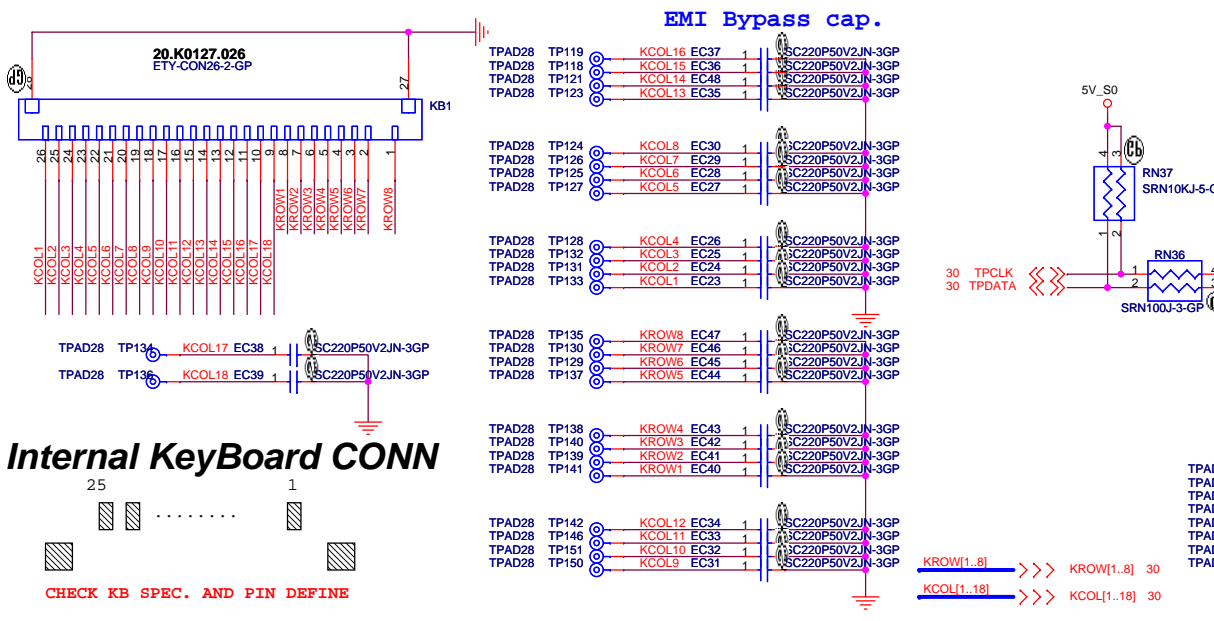 EMI Bypass cap.
20.K0127.026
ETY-CON26-2-GP
28
27
KB1
26 25 24 23 22 21 20 19 18 17 16 15 14 13 12 11 10 9 8 7 6 5 4 3 2 1
KCOL1 KCOL2 KCOL3 KCOL4 KCOL5 KCOL6 KCOL7 KCOL8 KCOL9 KCOL10 KCOL11 KCOL12 KCOL13 KCOL14 KCOL15 KCOL16 KCOL17 KCOL18 KROW1 KROW2 KROW3 KROW4 KROW5 KROW6 KROW7 KROW8
TPAD28 TP134 KCOL17 EC38 1 SC220P50V2JN-3GP
TPAD28 TP136 KCOL18 EC39 1 SC220P50V2JN-3GP
Internal KeyBoard CONN
25 1
........
CHECK KB SPEC. AND PIN DEFINE
TPAD28 TP119 KCOL16 EC37 1 SC220P50V2JN-3GP
TPAD28 TP118 KCOL15 EC36 1 SC220P50V2JN-3GP
TPAD28 TP121 KCOL14 EC48 1 SC220P50V2JN-3GP
TPAD28 TP123 KCOL13 EC35 1 SC220P50V2JN-3GP
TPAD28 TP124 KCOL8 EC30 1 SC220P50V2JN-3GP
TPAD28 TP126 KCOL7 EC29 1 SC220P50V2JN-3GP
TPAD28 TP125 KCOL6 EC28 1 SC220P50V2JN-3GP
TPAD28 TP127 KCOL5 EC27 1 SC220P50V2JN-3GP
TPAD28 TP128 KCOL4 EC26 1 SC220P50V2JN-3GP
TPAD28 TP132 KCOL3 EC25 1 SC220P50V2JN-3GP
TPAD28 TP131 KCOL2 EC24 1 SC220P50V2JN-3GP
TPAD28 TP133 KCOL1 EC23 1 SC220P50V2JN-3GP
TPAD28 TP135 KROW8 EC47 1 SC220P50V2JN-3GP
TPAD28 TP130 KROW7 EC46 1 SC220P50V2JN-3GP
TPAD28 TP129 KROW6 EC45 1 SC220P50V2JN-3GP
TPAD28 TP137 KROW5 EC44 1 SC220P50V2JN-3GP
TPAD28 TP138 KROW4 EC43 1 SC220P50V2JN-3GP
TPAD28 TP140 KROW3 EC42 1 SC220P50V2JN-3GP
TPAD28 TP139 KROW2 EC41 1 SC220P50V2JN-3GP
TPAD28 TP141 KROW1 EC40 1 SC220P50V2JN-3GP
TPAD28 TP142 KCOL12 EC34 1 SC220P50V2JN-3GP
TPAD28 TP146 KCOL11 EC33 1 SC220P50V2JN-3GP
TPAD28 TP151 KCOL10 EC32 1 SC220P50V2JN-3GP
TPAD28 TP150 KCOL9 EC31 1 SC220P50V2JN-3GP
5V_S0
4 3
RN37
SRN10KJ-5-G
1 2
RN36
30 TPCLK 1 4
30 TPDATA 2 3
SRN100J-3-GP
KROW[1..8] KROW[1..8] 30
KCOL[1..18] KCOL[1..18] 30